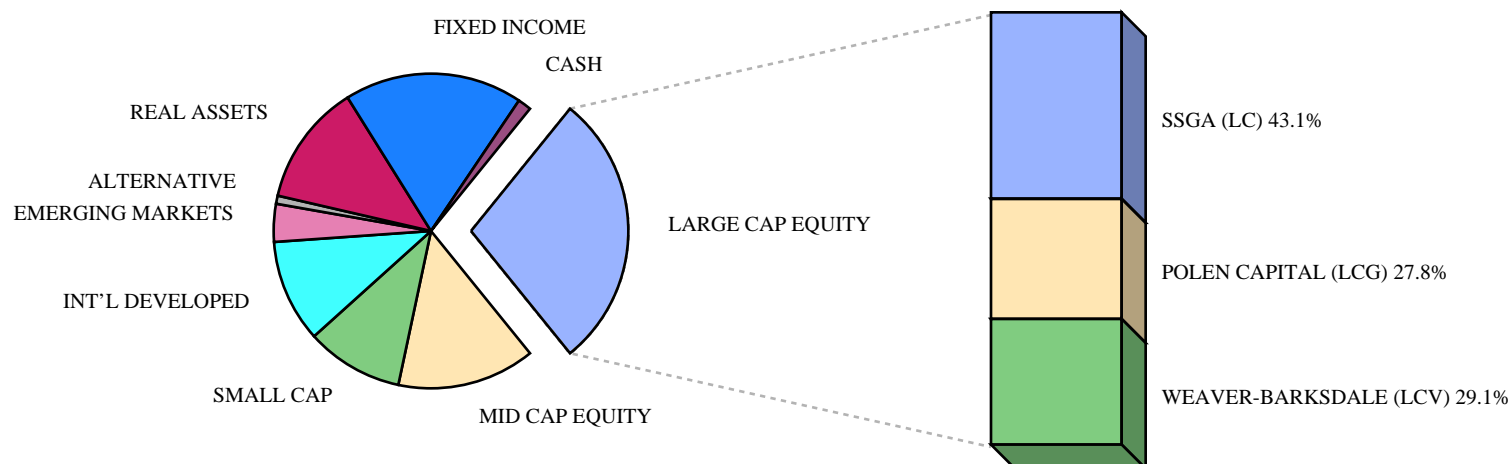 FIXED INCOME
CASH
REAL ASSETS
ALTERNATIVE
EMERGING MARKETS
INT’L DEVELOPED
SMALL CAP
MID CAP EQUITY
LARGE CAP EQUITY
SSGA (LC) 43.1%
POLEN CAPITAL (LCG) 27.8%
WEAVER-BARKSDALE (LCV) 29.1%